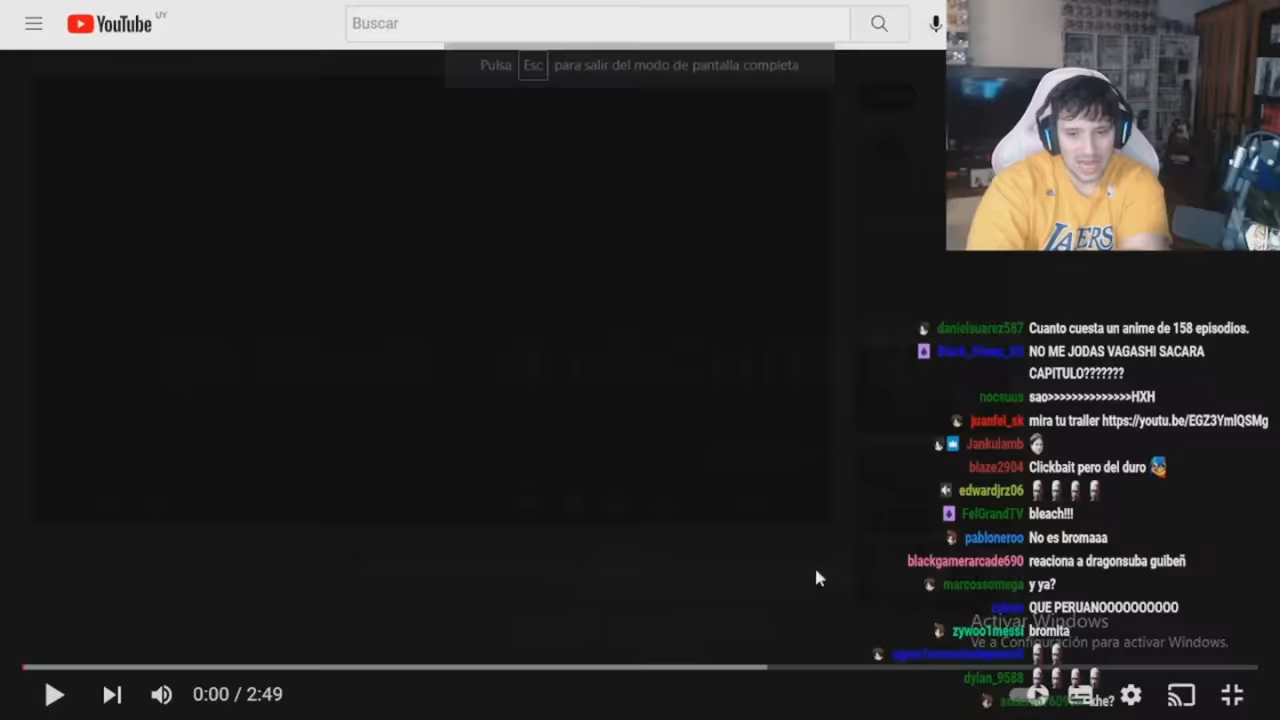 YouTube UY
Buscar
Pulsa Esc para salir del modo de pantalla completa
LAKERS
danielsuarez587 Cuanto cuesta un anime de 158 episodios.
NO ME JODAS VAGASHI SACARA
CAPITULO???????
nocsuus sao>>>>>>>>>>>>>>HXH
juanfel_sk mira tu trailer https://youtu.be/EGZ3YmlQSMg
Jankulamb
blaze2904 Clickbait pero del duro
edwardjrz06
FelGrandTV bleach!!!
pabloneroo No es bromaaa
blackgamerarcade690 reaciona a dragonsuba guibeñ
marcossomega y ya?
QUE PERUANOOOOOOOOOO
Activar Windows
zywoo1messi bromita
Ve a Configuración para activar Windows.
dylan_9588
khe?
0:00 / 2:49